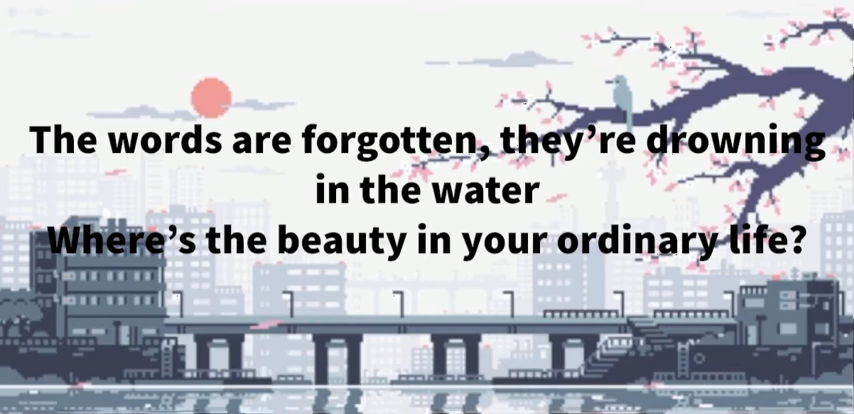 The words are forgotten, they’re drowning
in the water
Where’s the beauty in your ordinary life?